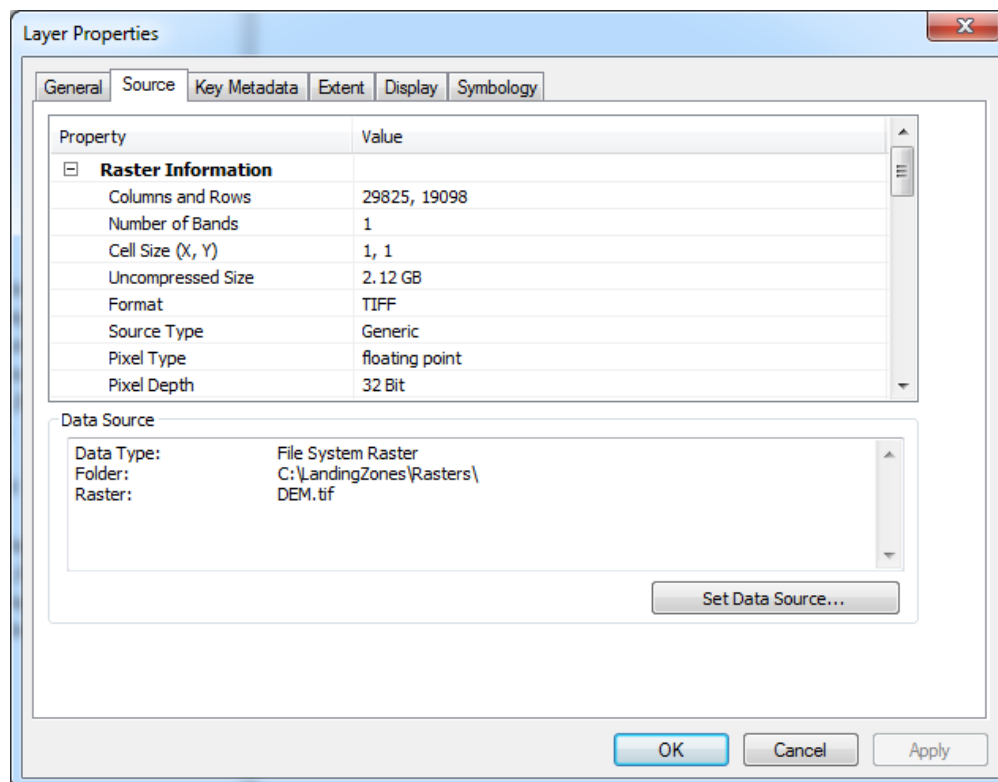 Layer Properties
General Source Key Metadata Extent Display Symbology
Property Value
Raster Information
Columns and Rows 29825, 19098
Number of Bands 1
Cell Size (X, Y) 1, 1
Uncompressed Size 2.12 GB
Format TIFF
Source Type Generic
Pixel Type floating point
Pixel Depth 32 Bit
Data Source
Data Type: File System Raster
Folder: C:\LandingZones\Rasters\
Raster: DEM.tif
Set Data Source...
OK Cancel Apply